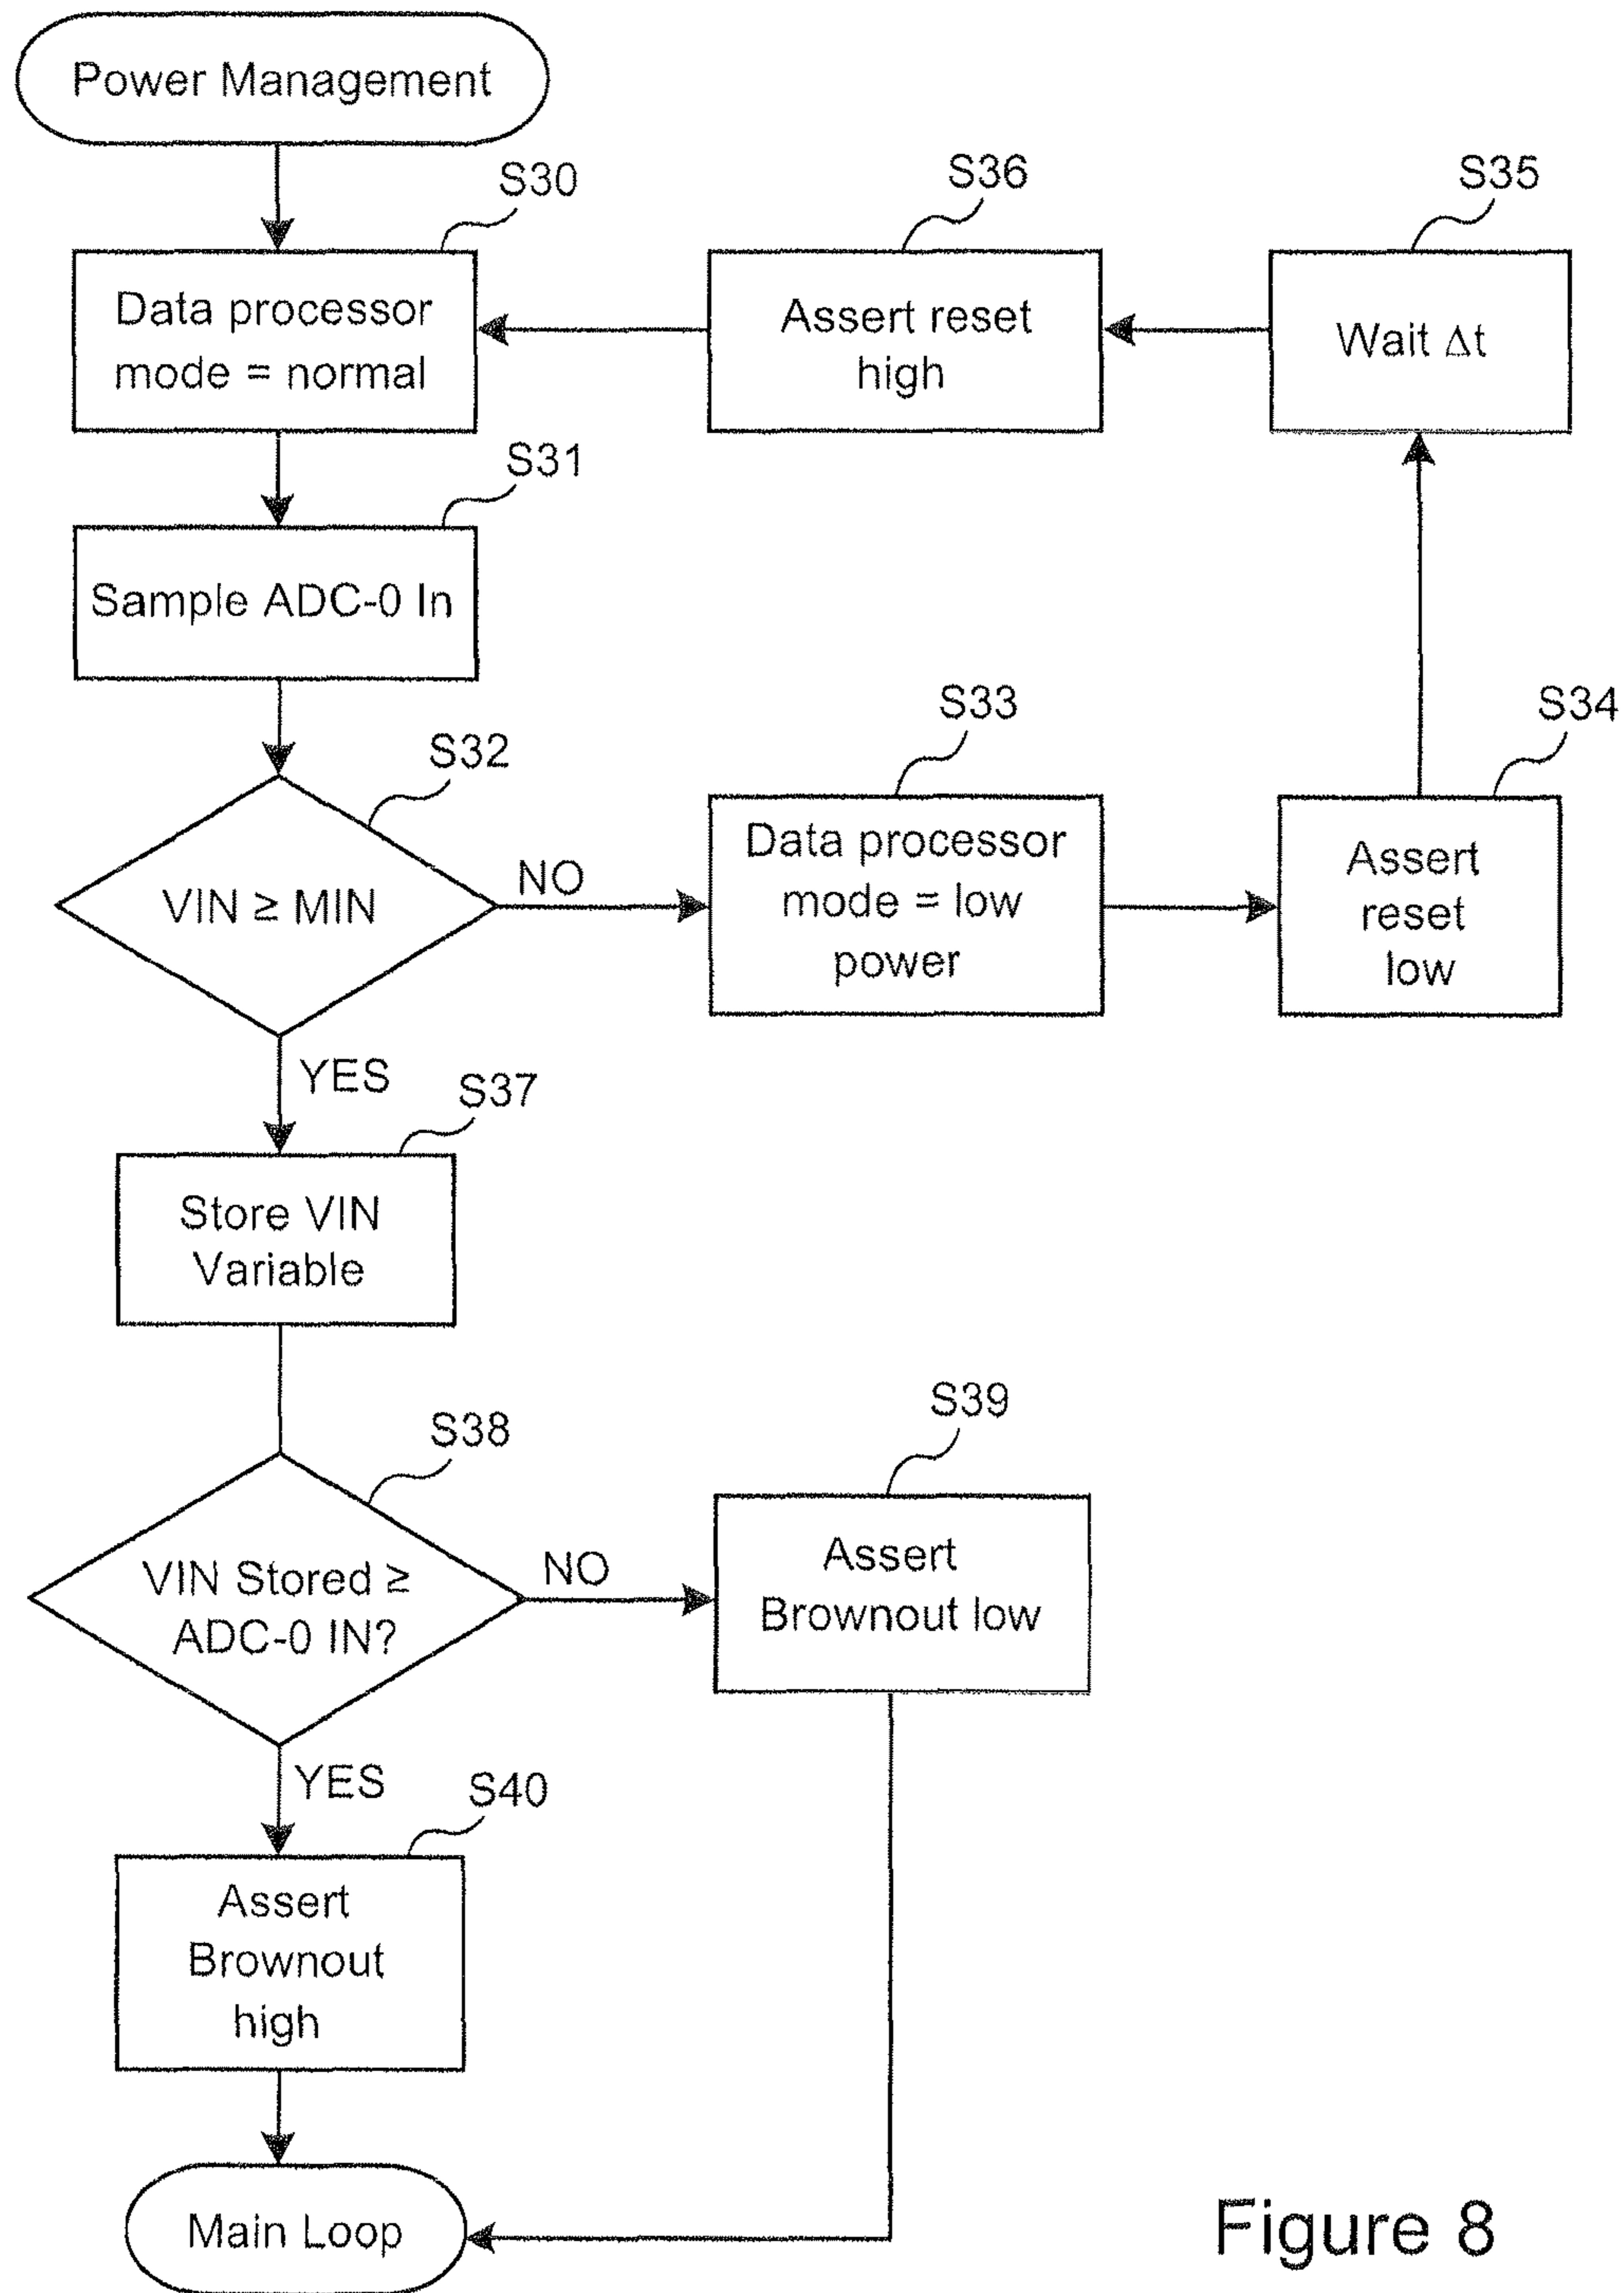 Power Management
S30
S36
S35
Data processor
mode = normal
Assert reset
high
Wait Δt
S31
Sample ADC-0 In
S32
S33
S34
VIN ≥ MIN
NO
Data processor
mode = low
power
Assert
reset
low
YES
S37
Store VIN
Variable
S38
S39
VIN Stored ≥
ADC-0 IN?
NO
Assert
Brownout low
YES
S40
Assert
Brownout
high
Main Loop
Figure 8